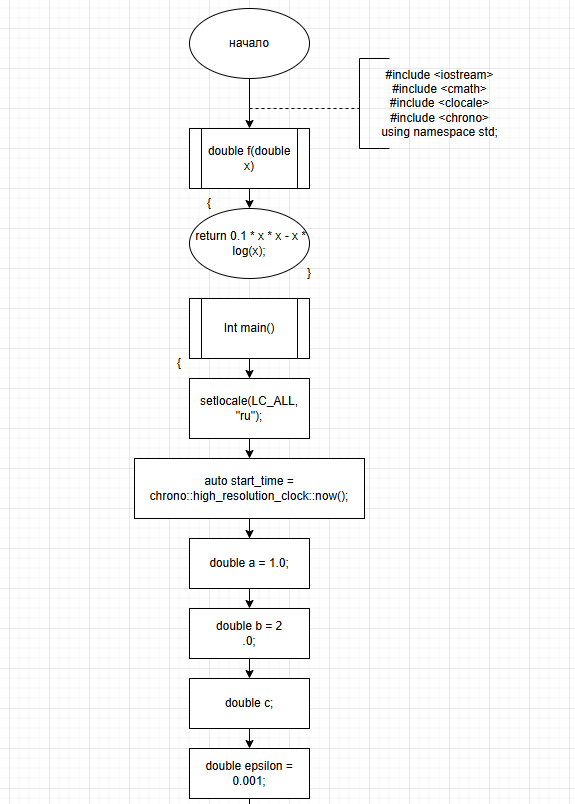 начало
#include <iostream>
#include <cmath>
#include <clocale>
#include <chrono>
using namespace std;
double f(double
x)
{
return 0.1 * x * x - x *
log(x);
}
Int main()
{
setlocale(LC_ALL,
"ru");
auto start_time =
chrono::high_resolution_clock::now();
double a = 1.0;
double b = 2
.0;
double c;
double epsilon =
0.001;